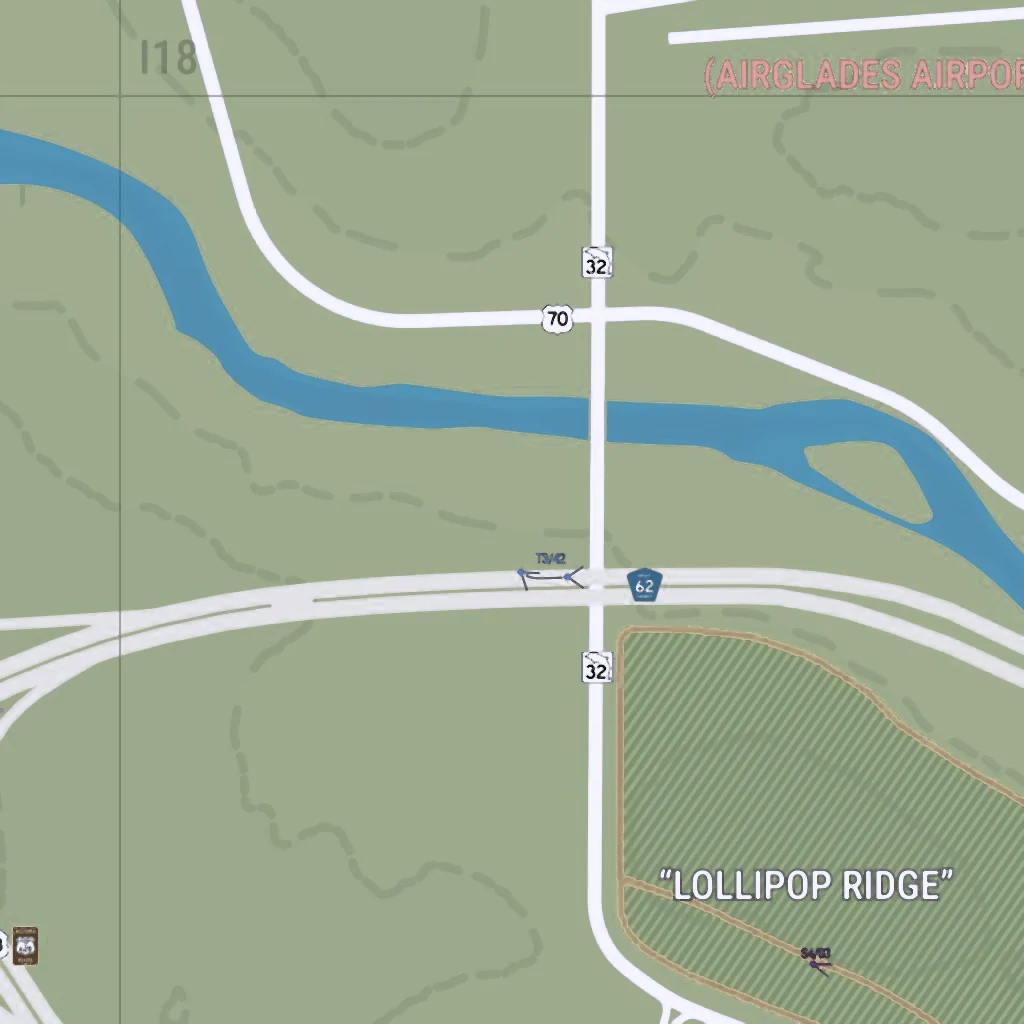 I18
(AIRGLADES AIRPOR
32
70
T3/42
62
32
"LOLLIPOP RIDGE"